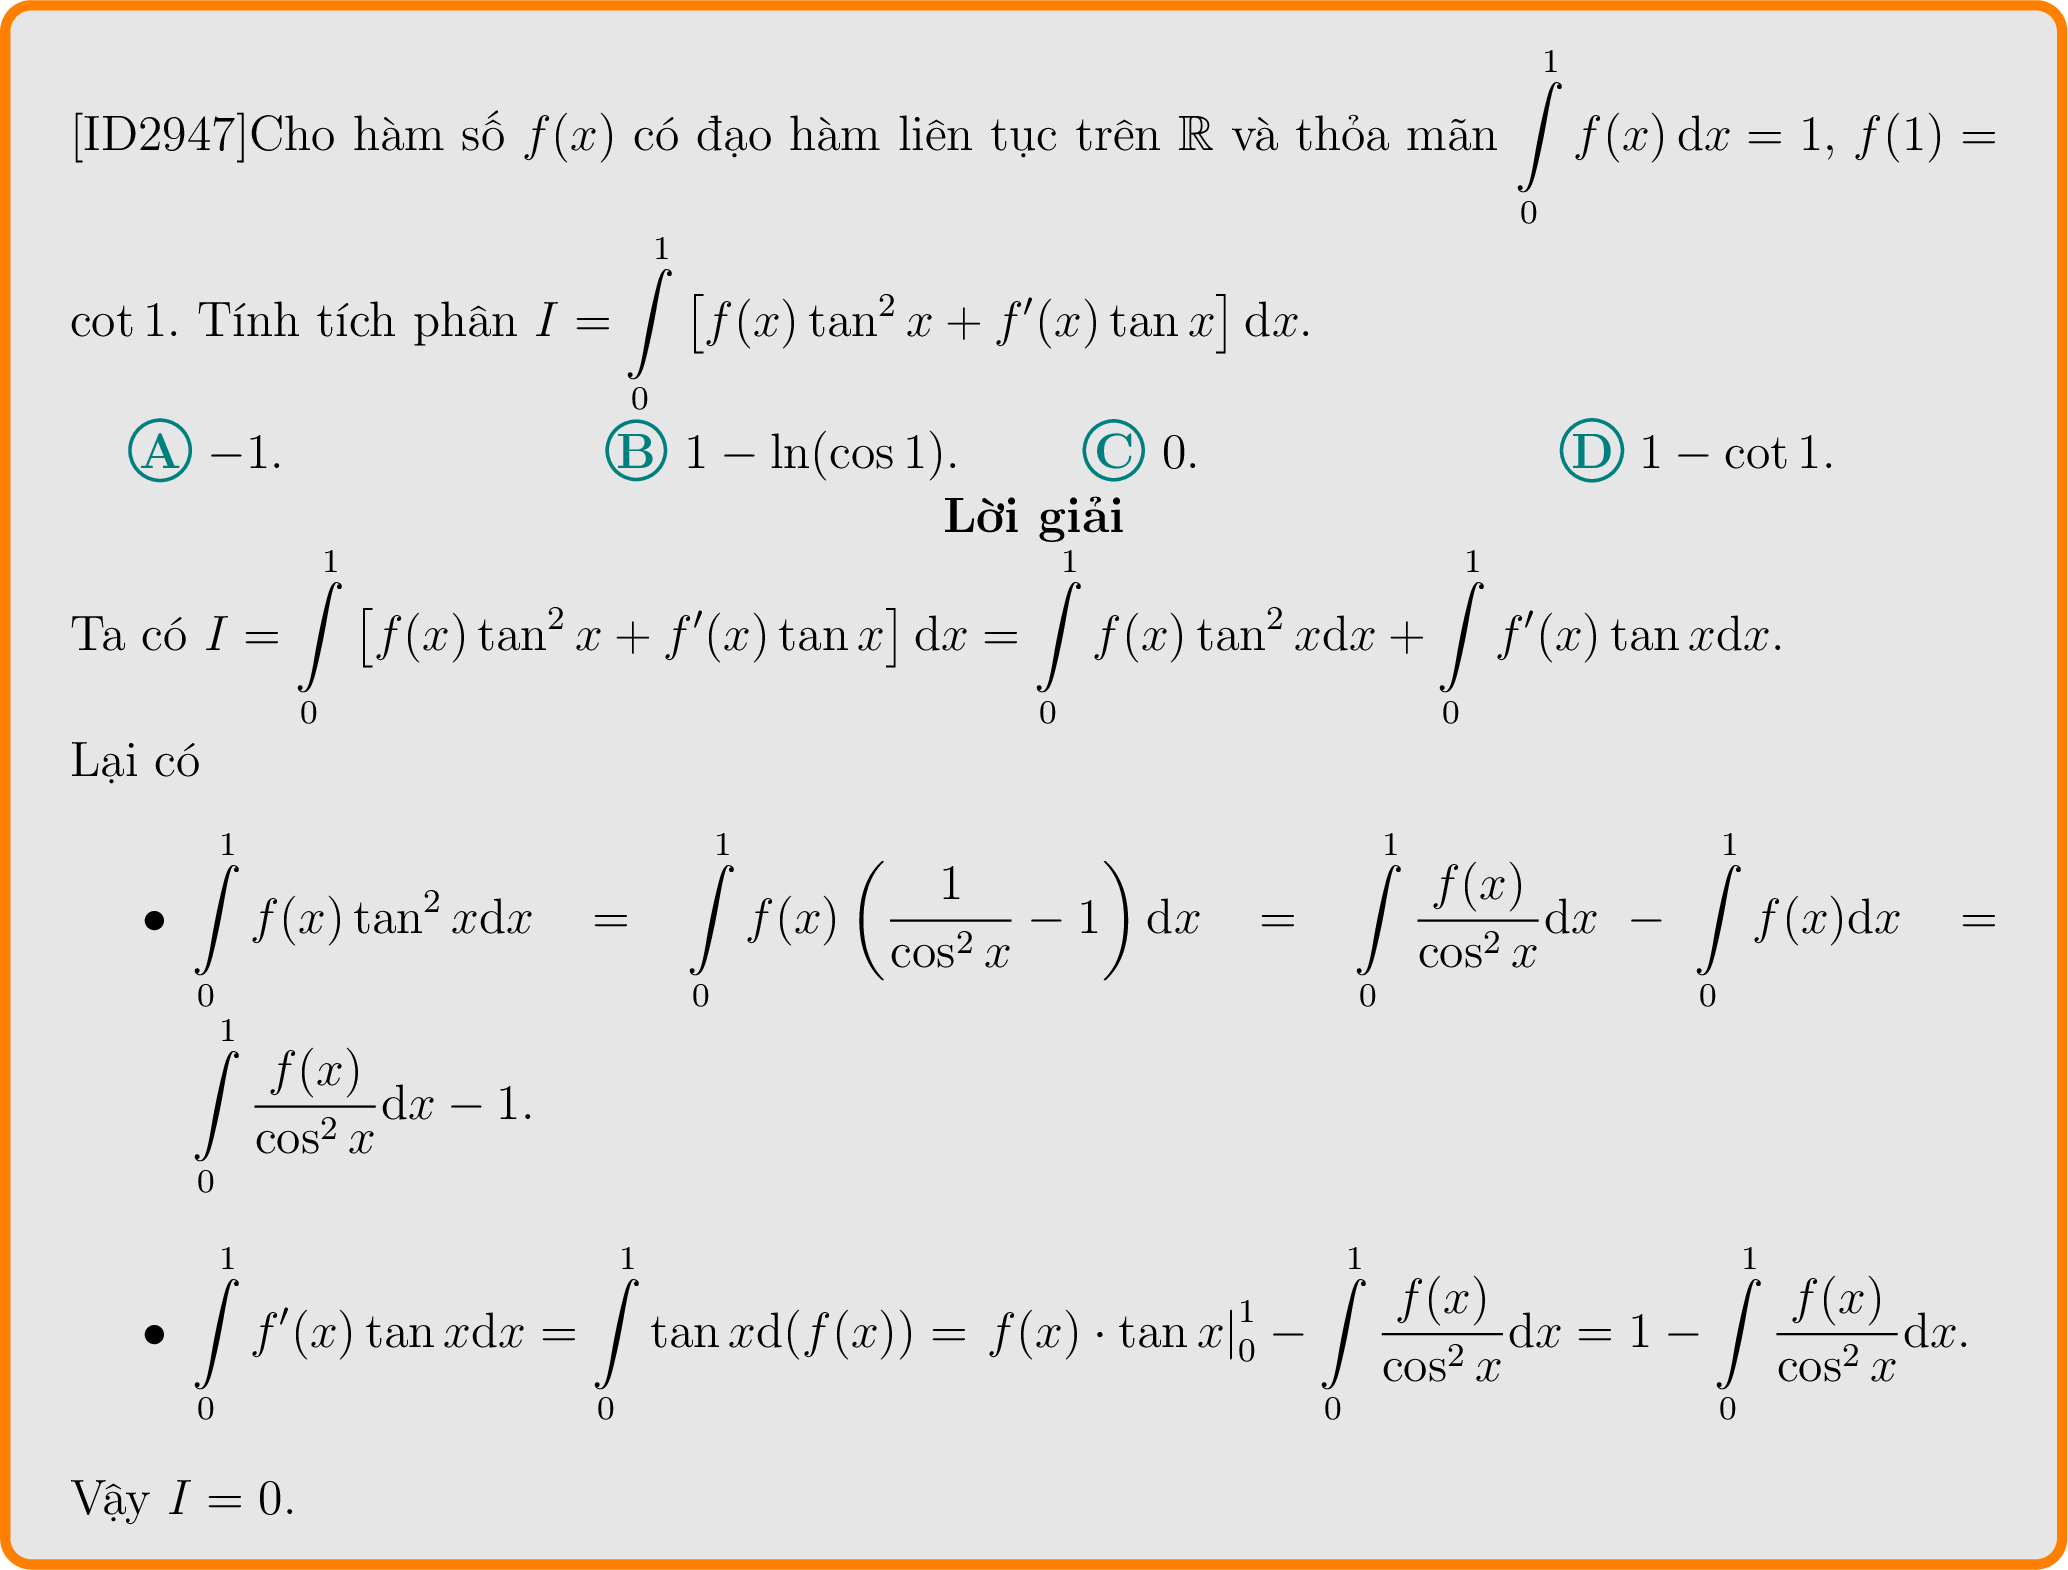 [ID2947]Cho hàm số $f(x)$ có đạo hàm liên tục trên $\mathbb{R}$ và thỏa mãn $\int\limits_0^1 f(x)\,\mathrm{d}x = 1$, $f(1) =$
$\cot 1$. Tính tích phân $I = \int\limits_0^1 \left[f(x)\tan^2 x + f'(x)\tan x\right]\mathrm{d}x$.
Ⓐ $-1$. Ⓑ $1 - \ln(\cos 1)$. Ⓒ $0$. Ⓓ $1 - \cot 1$.
Lời giải
Ta có $I = \int\limits_0^1 \left[f(x)\tan^2 x + f'(x)\tan x\right]\mathrm{d}x = \int\limits_0^1 f(x)\tan^2 x\mathrm{d}x + \int\limits_0^1 f'(x)\tan x\mathrm{d}x$.
Lại có
• $\int\limits_0^1 f(x)\tan^2 x\mathrm{d}x = \int\limits_0^1 f(x)\left(\frac{1}{\cos^2 x} - 1\right)\mathrm{d}x = \int\limits_0^1 \frac{f(x)}{\cos^2 x}\mathrm{d}x - \int\limits_0^1 f(x)\mathrm{d}x =$
$\int\limits_0^1 \frac{f(x)}{\cos^2 x}\mathrm{d}x - 1$.
• $\int\limits_0^1 f'(x)\tan x\mathrm{d}x = \int\limits_0^1 \tan x\mathrm{d}(f(x)) = \left. f(x)\cdot\tan x\right|_0^1 - \int\limits_0^1 \frac{f(x)}{\cos^2 x}\mathrm{d}x = 1 - \int\limits_0^1 \frac{f(x)}{\cos^2 x}\mathrm{d}x$.
Vậy $I = 0$.